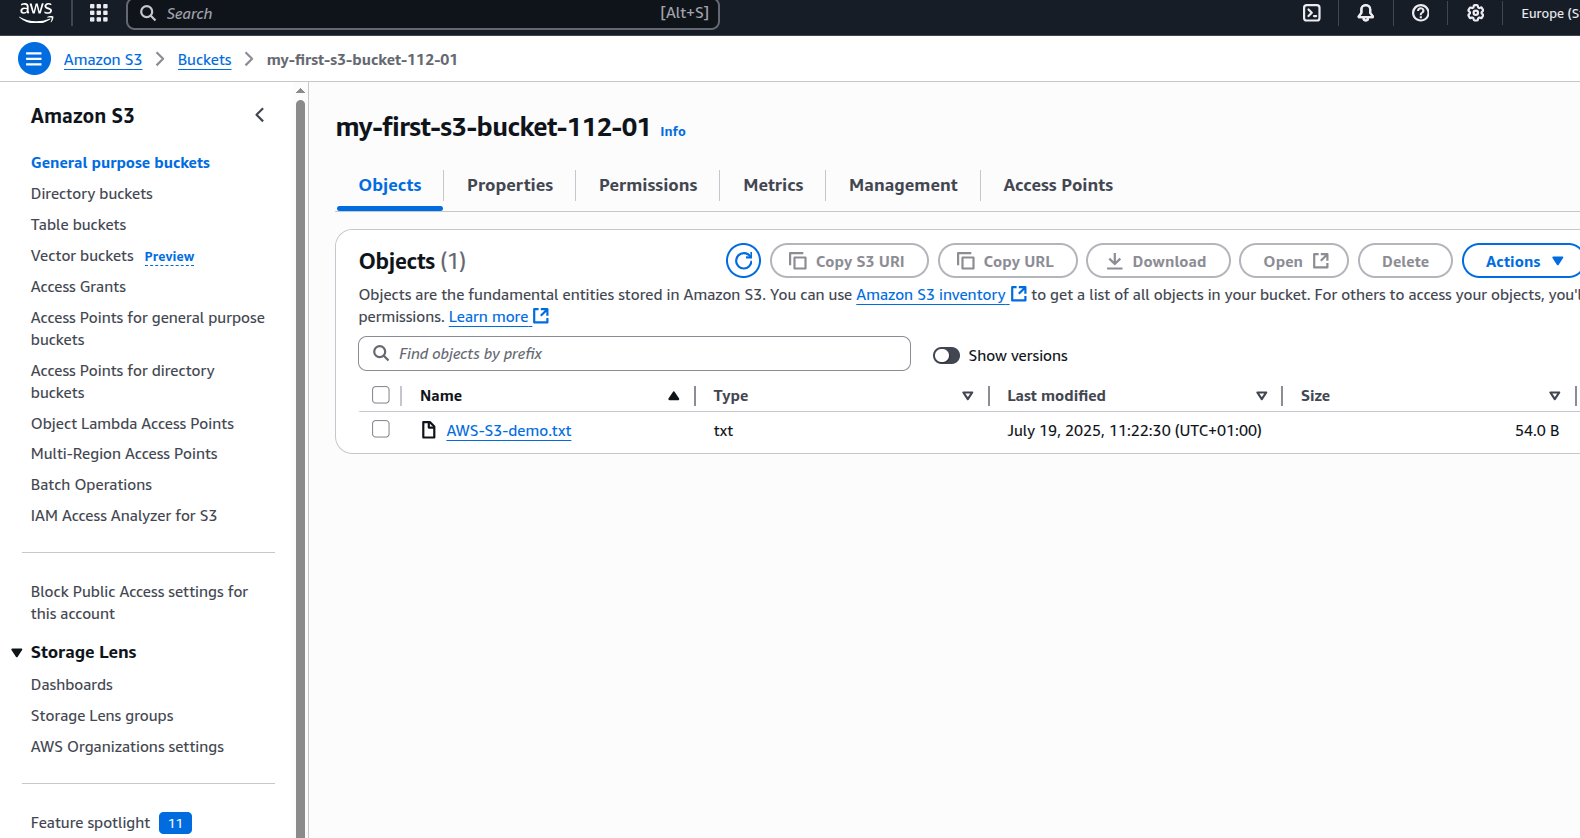 aws
Search [Alt+S]
Europe (S
Amazon S3 > Buckets > my-first-s3-bucket-112-01
Amazon S3
General purpose buckets
Directory buckets
Table buckets
Vector buckets Preview
Access Grants
Access Points for general purpose
buckets
Access Points for directory
buckets
Object Lambda Access Points
Multi-Region Access Points
Batch Operations
IAM Access Analyzer for S3
Block Public Access settings for
this account
Storage Lens
Dashboards
Storage Lens groups
AWS Organizations settings
Feature spotlight 11
my-first-s3-bucket-112-01 Info
Objects Properties Permissions Metrics Management Access Points
Objects (1)
Copy S3 URI Copy URL Download Open Delete Actions
Objects are the fundamental entities stored in Amazon S3. You can use Amazon S3 inventory to get a list of all objects in your bucket. For others to access your objects, you'l
permissions. Learn more
Find objects by prefix
Show versions
Name Type Last modified Size
AWS-S3-demo.txt txt July 19, 2025, 11:22:30 (UTC+01:00) 54.0 B